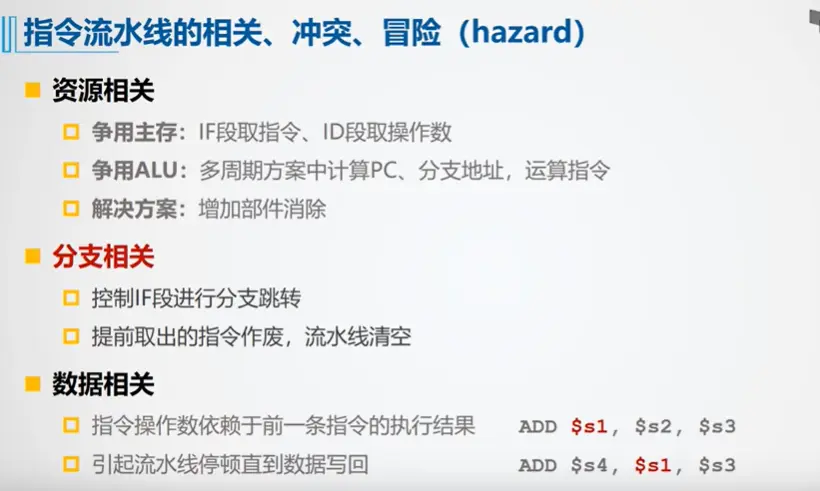 指令流水线的相关、冲突、冒险（hazard）
资源相关
争用主存：IF段取指令、ID段取操作数
争用ALU：多周期方案中计算PC、分支地址，运算指令
解决方案：增加部件消除
分支相关
控制IF段进行分支跳转
提前取出的指令作废，流水线清空
数据相关
指令操作数依赖于前一条指令的执行结果 ADD $s1, $s2, $s3
引起流水线停顿直到数据写回 ADD $s4, $s1, $s3